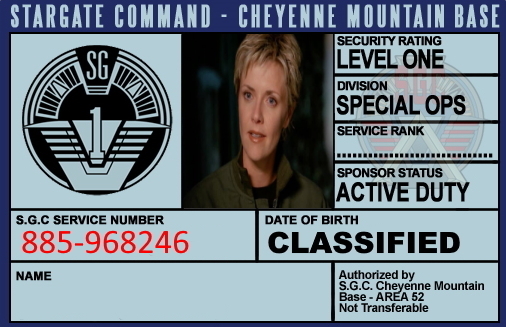 STARGATE COMMAND - CHEYENNE MOUNTAIN BASE
SG
1
SECURITY RATING
LEVEL ONE
DIVISION
SPECIAL OPS
SERVICE RANK
SPONSOR STATUS
ACTIVE DUTY
S.G.C SERVICE NUMBER
885-968246
DATE OF BIRTH
CLASSIFIED
NAME
Authorized by
S.G.C. Cheyenne Mountain
Base - AREA 52
Not Transferable